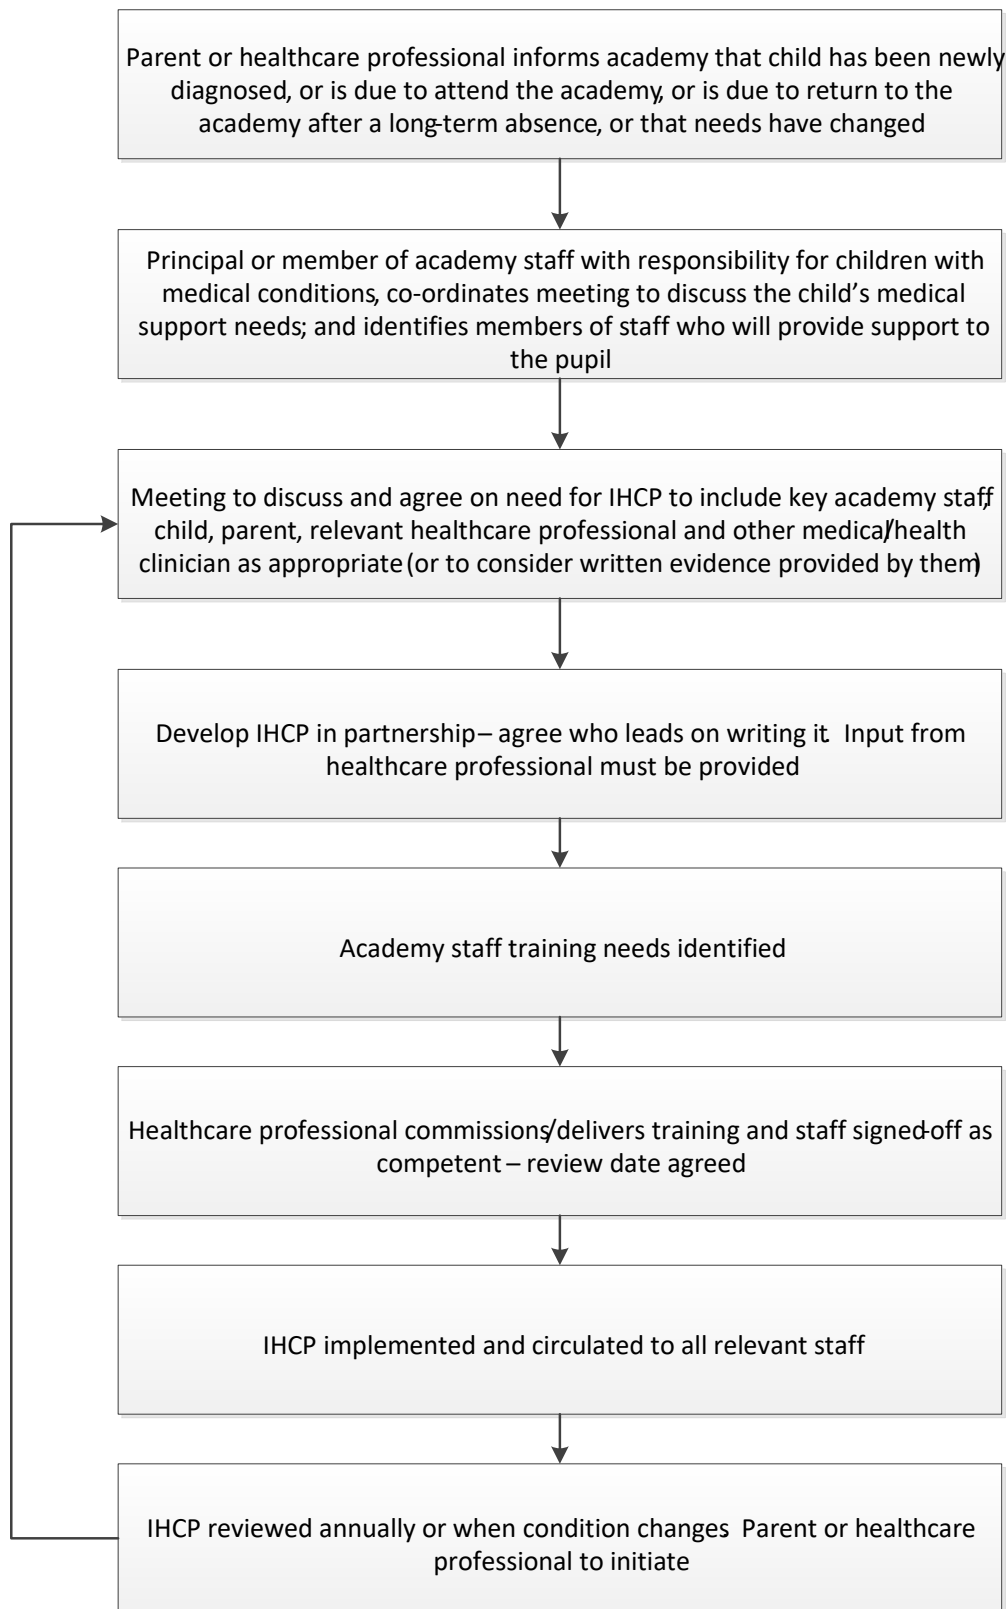 Parent or healthcare professional informs academy that child has been newly
diagnosed, or is due to attend the academy, or is due to return to the
academy after a long-term absence, or that needs have changed
Principal or member of academy staff with responsibility for children with
medical conditions, co-ordinates meeting to discuss the child’s medical
support needs; and identifies members of staff who will provide support to
the pupil
Meeting to discuss and agree on need for IHCP to include key academy staff,
child, parent, relevant healthcare professional and other medical/health
clinician as appropriate (or to consider written evidence provided by them)
Develop IHCP in partnership – agree who leads on writing it. Input from
healthcare professional must be provided
Academy staff training needs identified
Healthcare professional commissions/delivers training and staff signed-off as
competent – review date agreed
IHCP implemented and circulated to all relevant staff
IHCP reviewed annually or when condition changes Parent or healthcare
professional to initiate